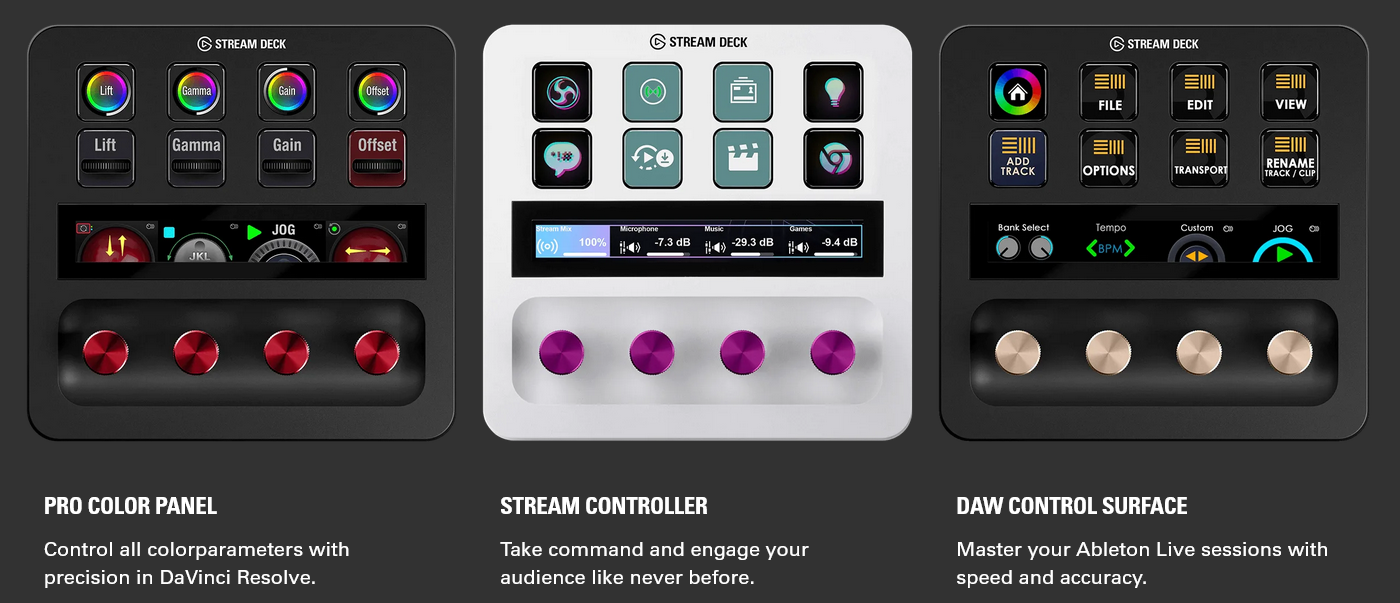 STREAM DECK
Lift Gamma Gain Offset
Lift Gamma Gain Offset
JKL JOG
STREAM DECK
Stream Mix 100% Microphone -7.3 dB Music -29.3 dB Games -9.4 dB
STREAM DECK
FILE EDIT VIEW
ADD TRACK OPTIONS TRANSPORT RENAME TRACK / CLIP
Bank Select Tempo Custom JOG
BPM
PRO COLOR PANEL
Control all colorparameters with
precision in DaVinci Resolve.
STREAM CONTROLLER
Take command and engage your
audience like never before.
DAW CONTROL SURFACE
Master your Ableton Live sessions with
speed and accuracy.